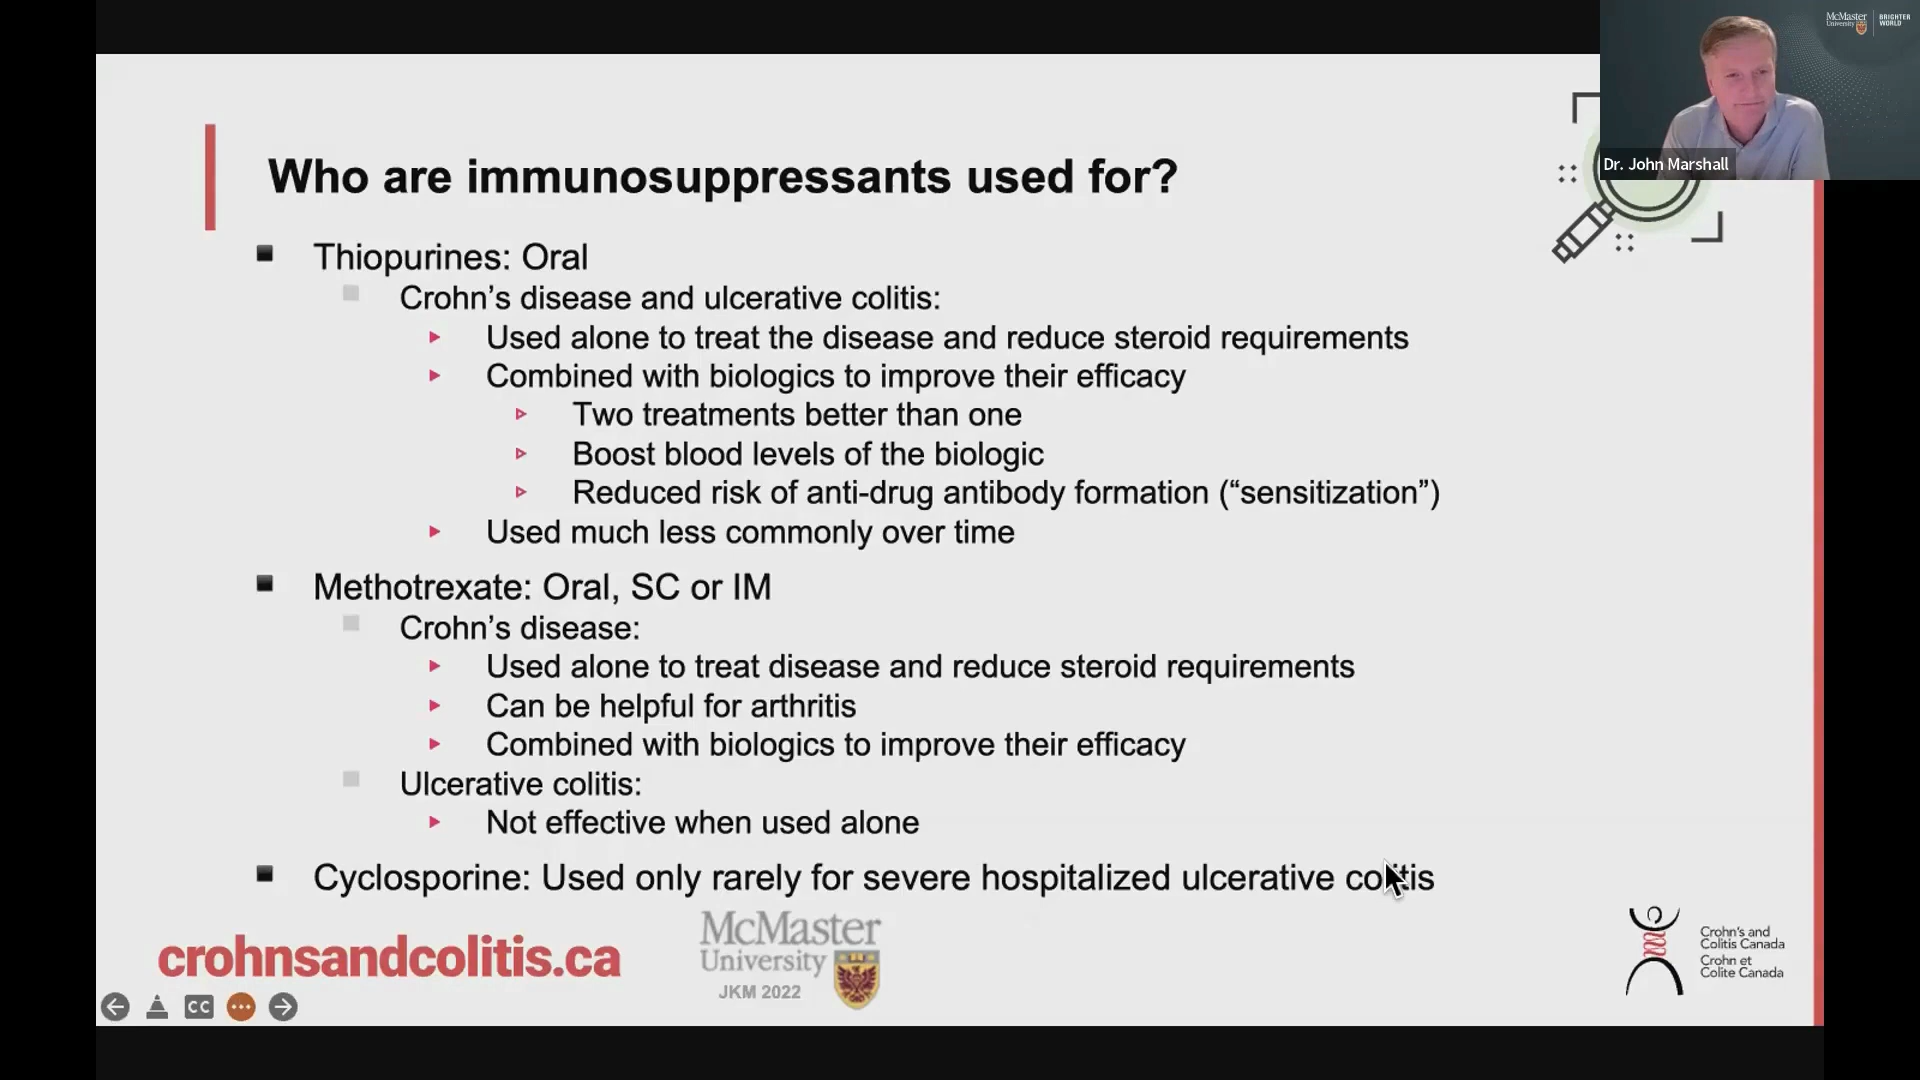 McMaster
University
BRIGHTER
WORLD
Dr. John Marshall
Who are immunosuppressants used for?
Thiopurines: Oral
Crohn’s disease and ulcerative colitis:
Used alone to treat the disease and reduce steroid requirements
Combined with biologics to improve their efficacy
Two treatments better than one
Boost blood levels of the biologic
Reduced risk of anti-drug antibody formation (“sensitization”)
Used much less commonly over time
Methotrexate: Oral, SC or IM
Crohn’s disease:
Used alone to treat disease and reduce steroid requirements
Can be helpful for arthritis
Combined with biologics to improve their efficacy
Ulcerative colitis:
Not effective when used alone
Cyclosporine: Used only rarely for severe hospitalized ulcerative colitis
crohnsandcolitis.ca
McMaster
University
JKM 2022
Crohn's and
Colitis Canada
Crohn et
Colite Canada
CC